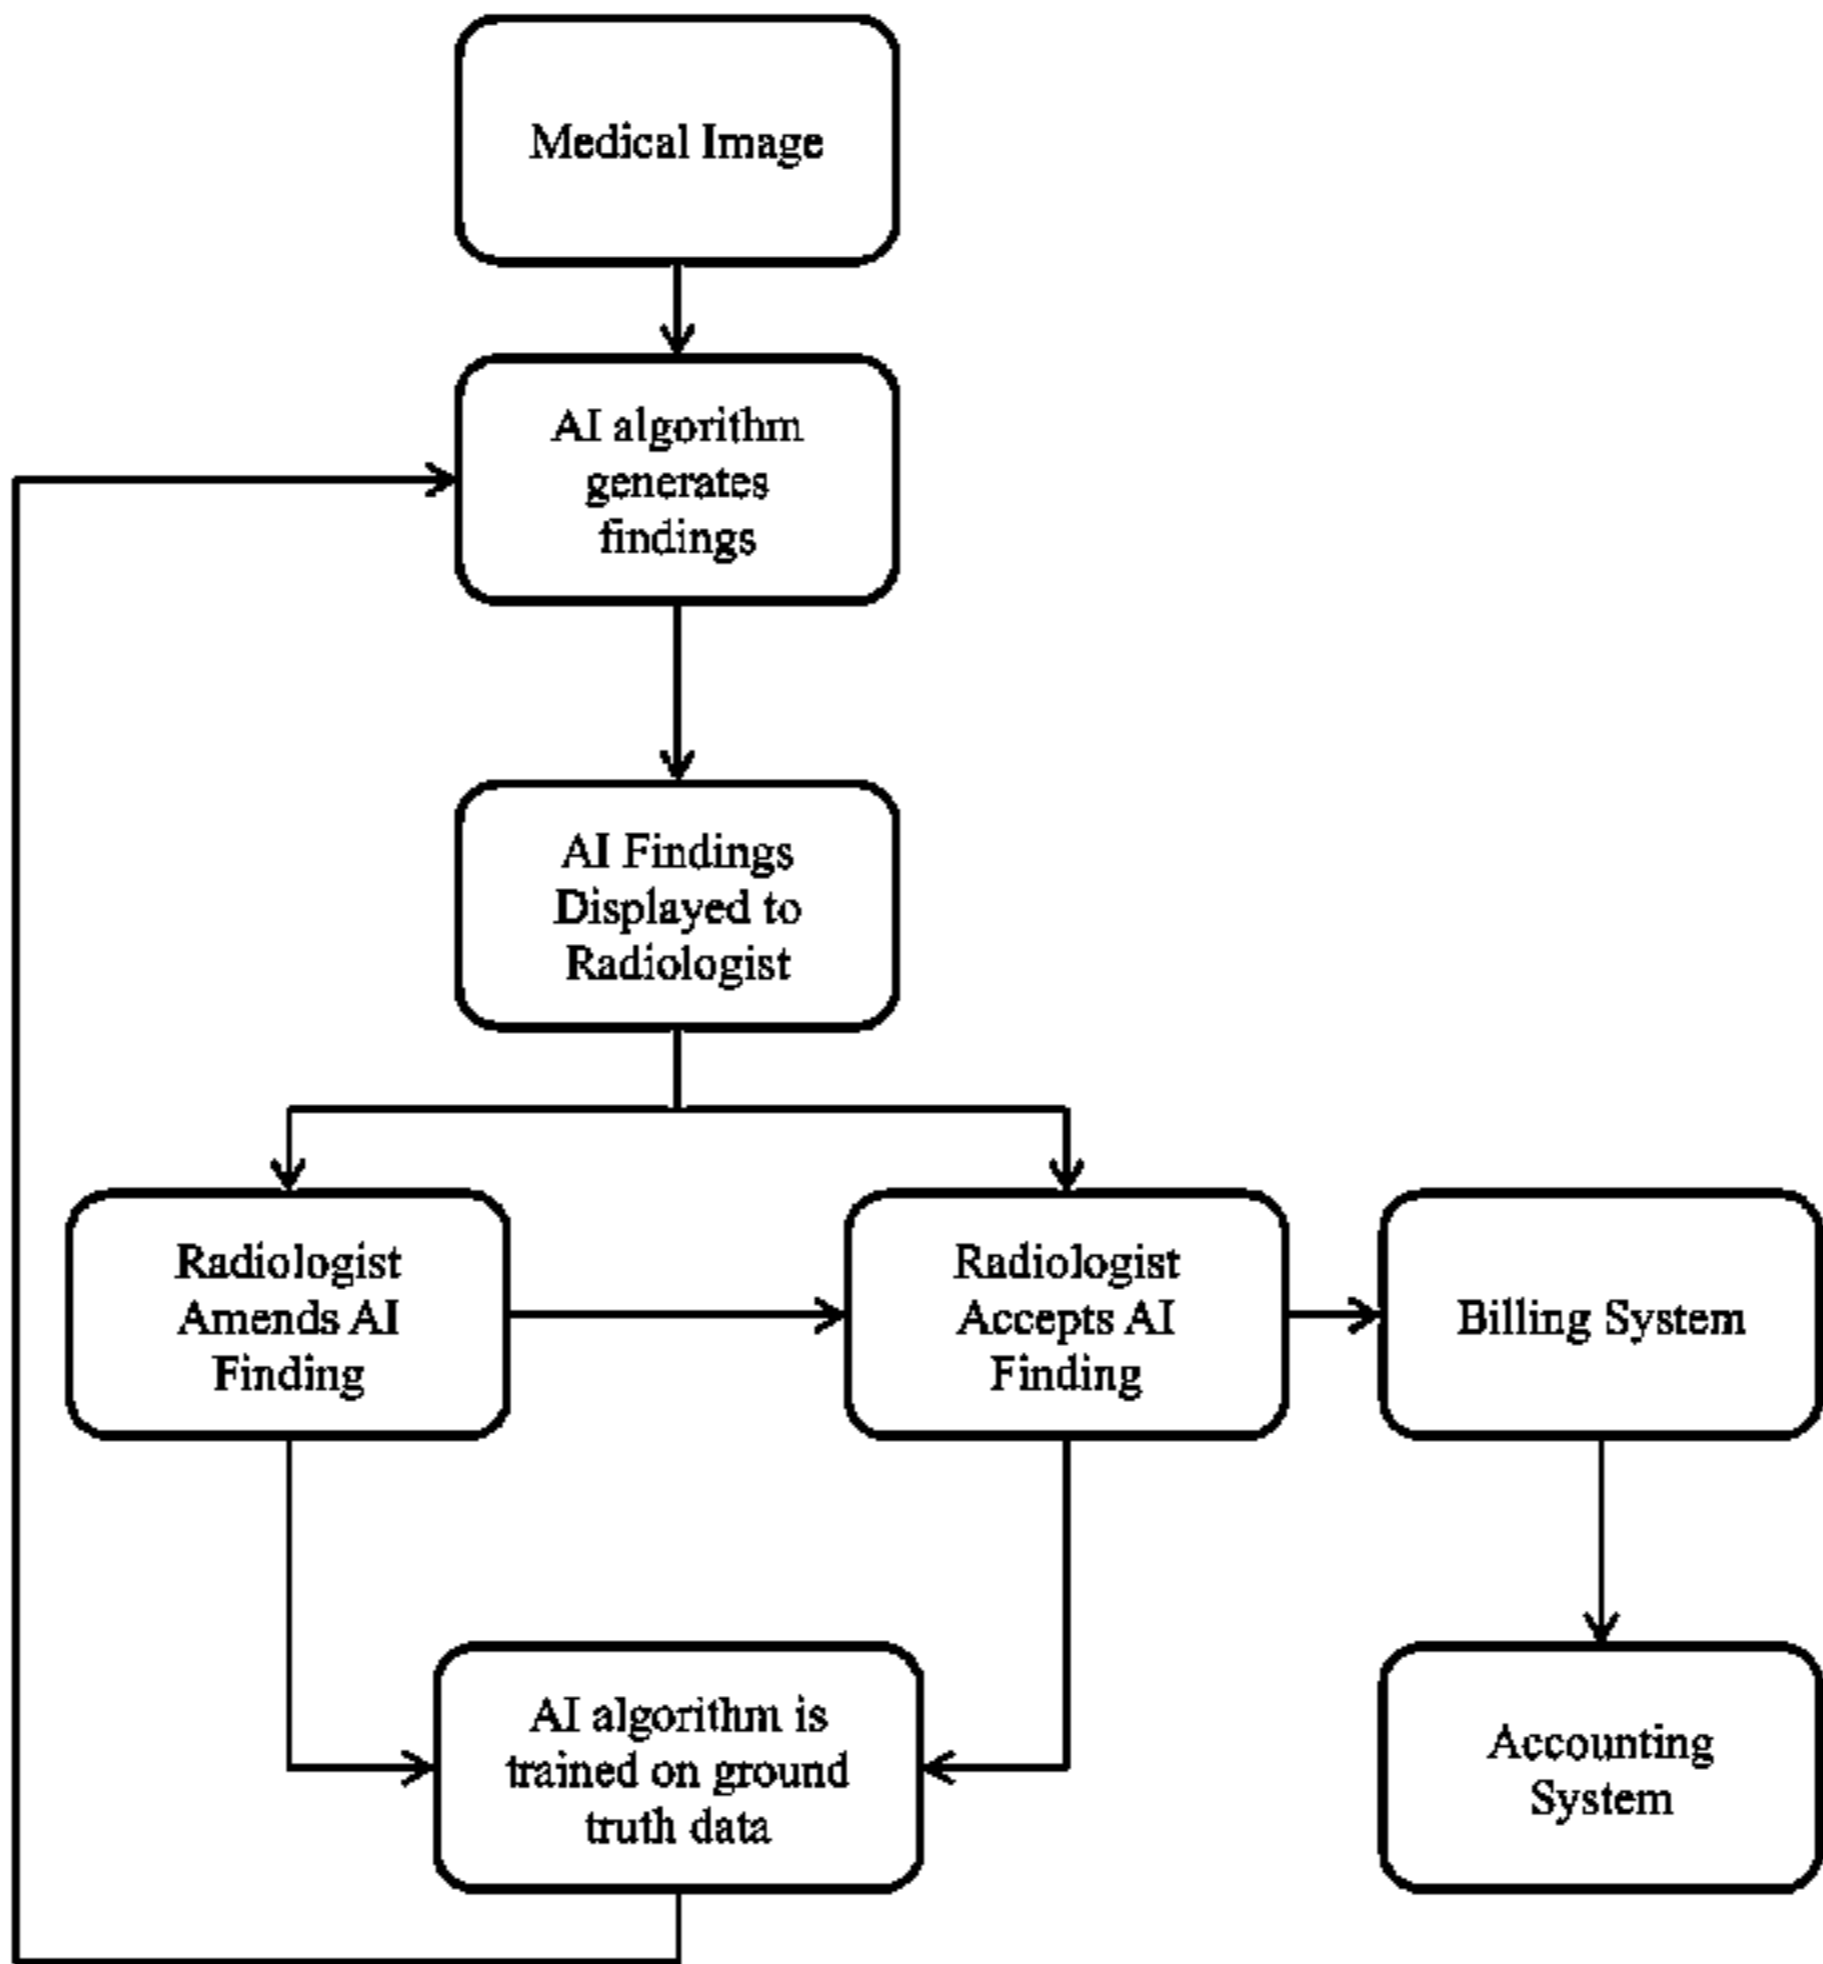 Medical Image
AI algorithm
generates
findings
AI Findings
Displayed to
Radiologist
Radiologist
Amends AI
Finding
Radiologist
Accepts AI
Finding
Billing System
AI algorithm is
trained on ground
truth data
Accounting
System